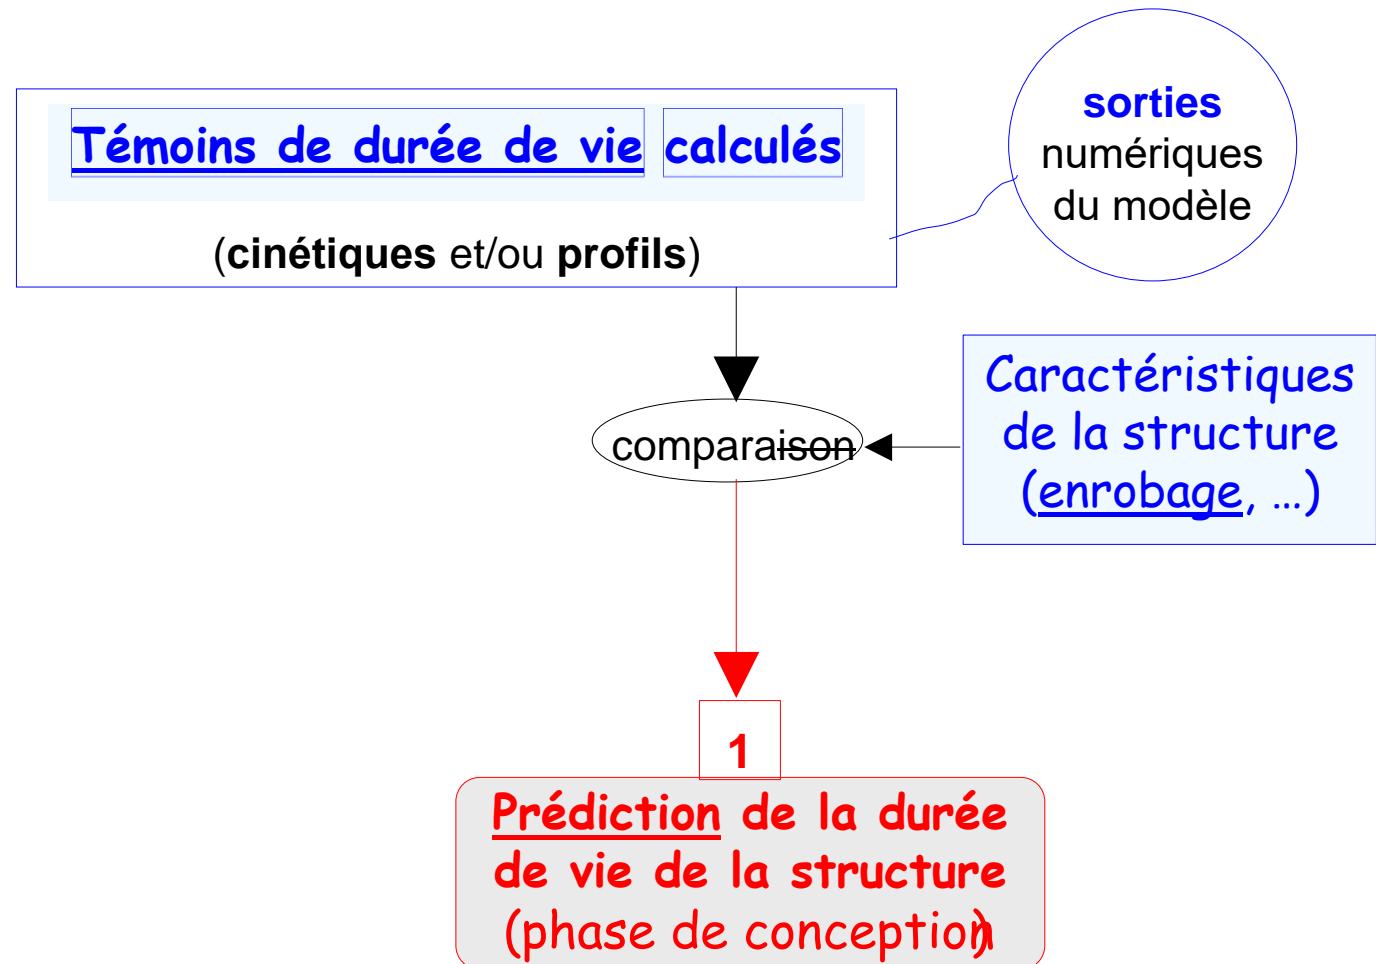 Témoins de durée de vie calculés
(cinétiques et/ou profils)
sorties
numériques
du modèle
comparaison
Caractéristiques
de la structure
(enrobage, …)
1
Prédiction de la durée
de vie de la structure
(phase de conception)